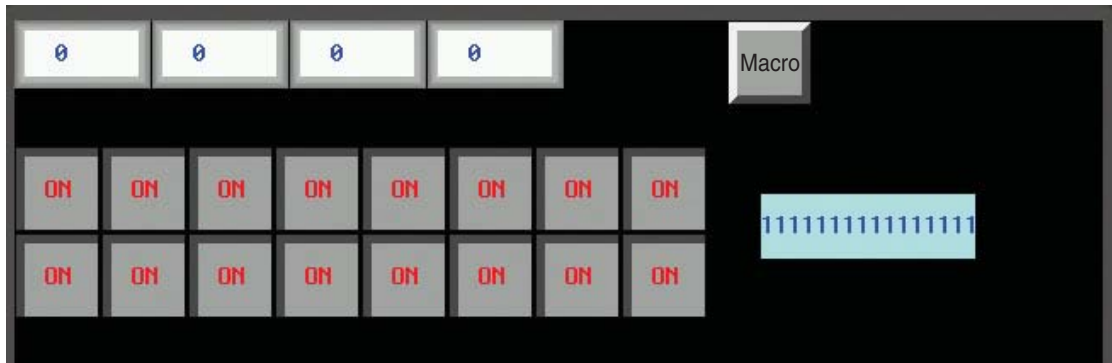 0 0 0 0 Macro
ON ON ON ON ON ON ON ON
1111111111111111
ON ON ON ON ON ON ON ON